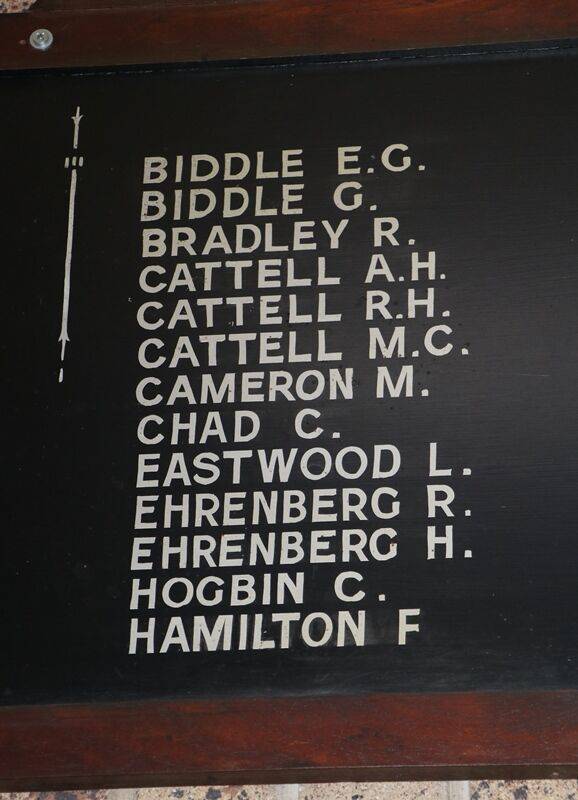 BIDDLE E.G.
BIDDLE G.
BRADLEY R.
CATTELL A.H.
CATTELL R.H.
CATTELL M.C.
CAMERON M.
CHAD C.
EASTWOOD L.
EHRENBERG R.
EHRENBERG H.
HOGBIN C.
HAMILTON F